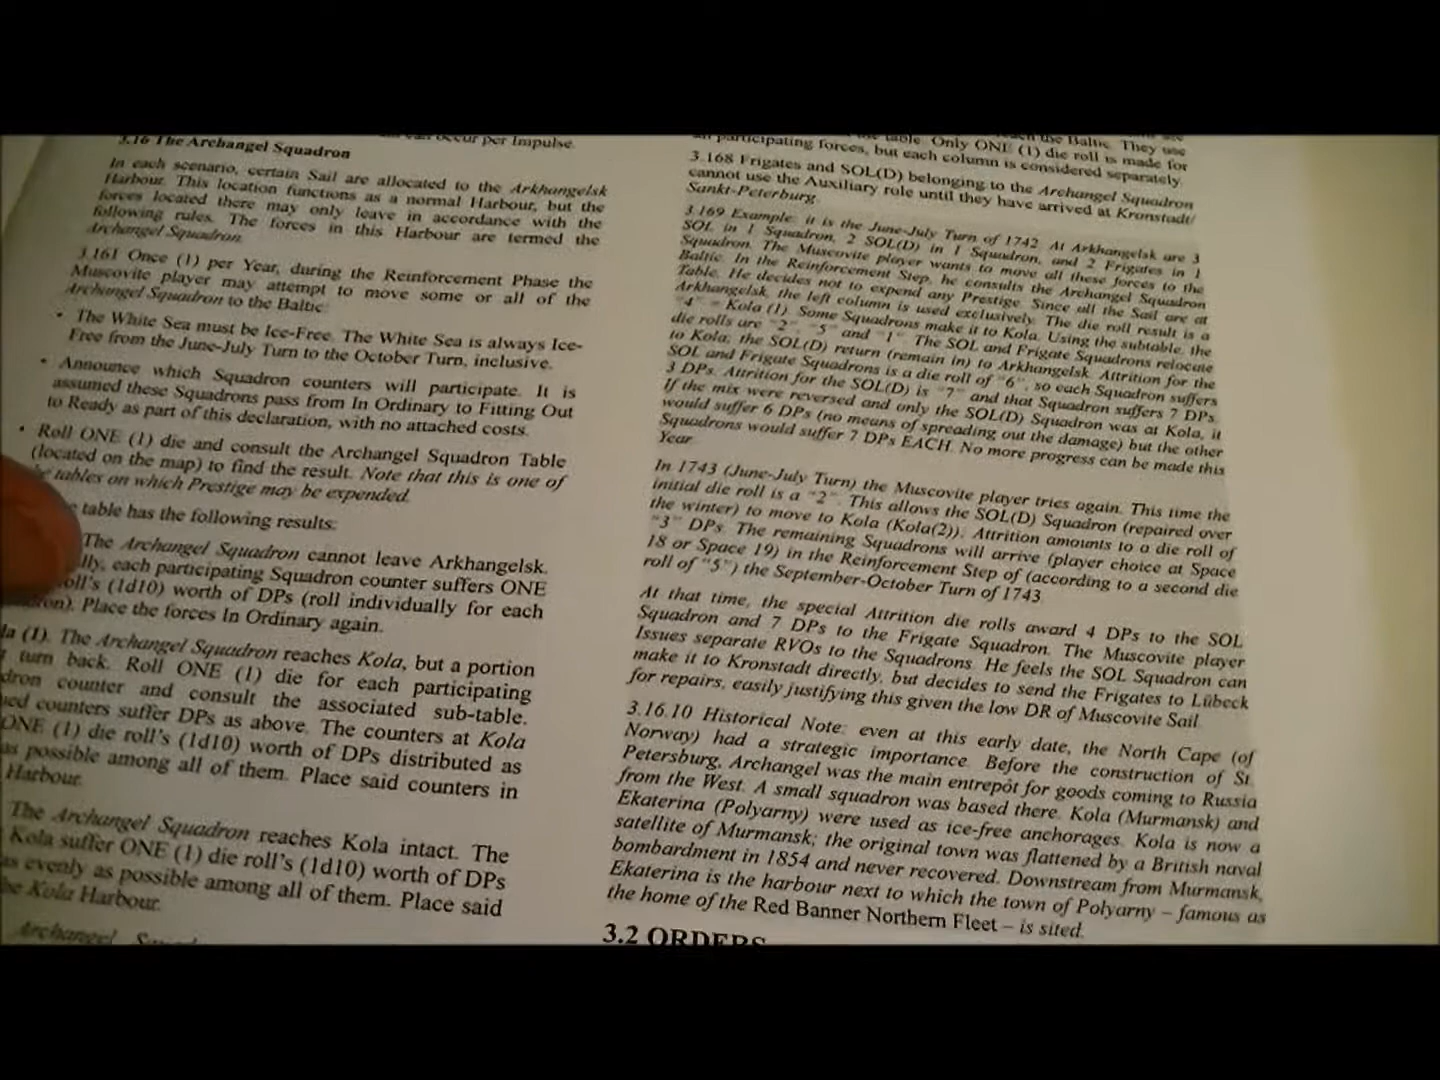 can occur per Impulse.
3.16 The Archangel Squadron
In each scenario, certain Sail are allocated to the Arkhangelsk
Harbour. This location functions as a normal Harbour, but the
forces located there may only leave in accordance with the
following rules. The forces in this Harbour are termed the
Archangel Squadron.
3.161 Once (1) per Year, during the Reinforcement Phase the
Muscovite player may attempt to move some or all of the
Archangel Squadron to the Baltic:
• The White Sea must be Ice-Free. The White Sea is always Ice-
Free from the June-July Turn to the October Turn, inclusive.
• Announce which Squadron counters will participate. It is
assumed these Squadrons pass from In Ordinary to Fitting Out
to Ready as part of this declaration, with no attached costs.
• Roll ONE (1) die and consult the Archangel Squadron Table
(located on the map) to find the result. Note that this is one of
tables on which Prestige may be expended.
table has the following results:
The Archangel Squadron cannot leave Arkhangelsk.
each participating Squadron counter suffers ONE
roll's (1d10) worth of DPs (roll individually for each
Place the forces In Ordinary again.
(1). The Archangel Squadron reaches Kola, but a portion
turn back. Roll ONE (1) die for each participating
counter and consult the associated sub-table.
counters suffer DPs as above. The counters at Kola
ONE (1) die roll's (1d10) worth of DPs distributed as
as possible among all of them. Place said counters in
Harbour.
The Archangel Squadron reaches Kola intact. The
Kola suffer ONE (1) die roll's (1d10) worth of DPs
as evenly as possible among all of them. Place said
Kola Harbour.
Archangel
the Baltic. They use
table. Only ONE (1) die roll is made for
participating forces, but each column is considered separately.
3.168 Frigates and SOL(D) belonging to the Archangel Squadron
cannot use the Auxiliary role until they have arrived at Kronstadt/
Sankt-Peterburg.
3.169 Example: it is the June-July Turn of 1742. At Arkhangelsk are 3
SOL in 1 Squadron, 2 SOL(D) in 1 Squadron, and 2 Frigates in 1
Squadron. The Muscovite player wants to move all these forces to the
Baltic. In the Reinforcement Step, he consults the Archangel Squadron
Table. He decides not to expend any Prestige. Since all the Sail are at
Arkhangelsk, the left column is used exclusively. The die roll result is a
"4" = Kola (1). Some Squadrons make it to Kola. Using the subtable, the
die rolls are "2", "5" and "1". The SOL and Frigate Squadrons relocate
to Kola; the SOL(D) return (remain in) to Arkhangelsk. Attrition for the
SOL and Frigate Squadrons is a die roll of "6", so each Squadron suffers
3 DPs. Attrition for the SOL(D) is "7" and that Squadron suffers 7 DPs.
If the mix were reversed and only the SOL(D) Squadron was at Kola, it
would suffer 6 DPs (no means of spreading out the damage) but the other
Squadrons would suffer 7 DPs EACH. No more progress can be made this
Year.
In 1743 (June-July Turn) the Muscovite player tries again. This time the
initial die roll is a "2". This allows the SOL(D) Squadron (repaired over
the winter) to move to Kola (Kola(2)). Attrition amounts to a die roll of
"3" DPs. The remaining Squadrons will arrive (player choice at Space
18 or Space 19) in the Reinforcement Step of (according to a second die
roll of "5") the September-October Turn of 1743.
At that time, the special Attrition die rolls award 4 DPs to the SOL
Squadron and 7 DPs to the Frigate Squadron. The Muscovite player
Issues separate RVOs to the Squadrons. He feels the SOL Squadron can
make it to Kronstadt directly, but decides to send the Frigates to Lübeck
for repairs, easily justifying this given the low DR of Muscovite Sail.
3.16.10 Historical Note: even at this early date, the North Cape (of
Norway) had a strategic importance. Before the construction of St.
Petersburg, Archangel was the main entrepôt for goods coming to Russia
from the West. A small squadron was based there. Kola (Murmansk) and
Ekaterina (Polyarny) were used as ice-free anchorages. Kola is now a
satellite of Murmansk; the original town was flattened by a British naval
bombardment in 1854 and never recovered. Downstream from Murmansk,
Ekaterina is the harbour next to which the town of Polyarny – famous as
the home of the Red Banner Northern Fleet – is sited.
3.2 ORDERS